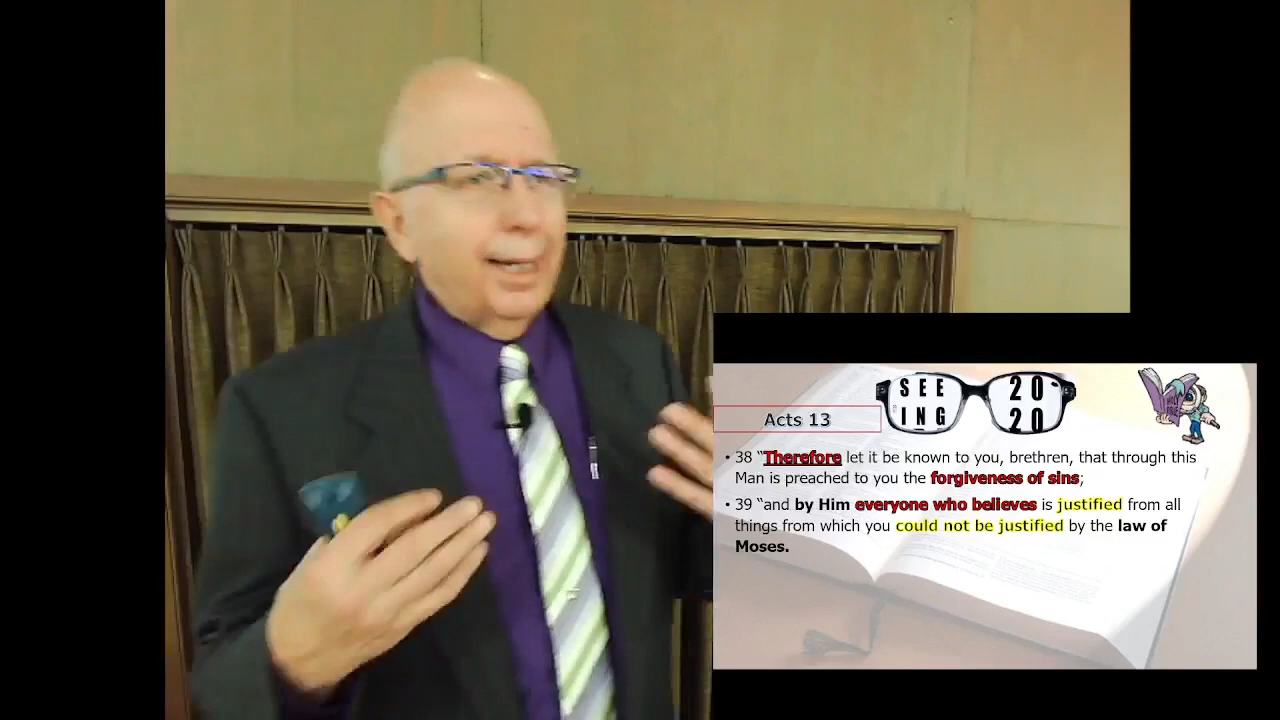 SEE 20
ING 20
Acts 13
• 38 “Therefore let it be known to you, brethren, that through this
Man is preached to you the forgiveness of sins;
• 39 “and by Him everyone who believes is justified from all
things from which you could not be justified by the law of
Moses.